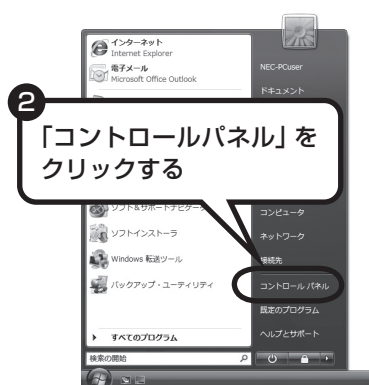 インターネット
Internet Explorer
電子メール
Microsoft Office Outlook
NEC-PCuser
ドキュメント
2
「コントロールパネル」を
クリックする
ソフト&サポートナビゲーター
コンピュータ
ソフトインストーラ
ネットワーク
Windows 転送ツール
接続先
バックアップ・ユーティリティ
コントロール パネル
既定のプログラム
すべてのプログラム
ヘルプとサポート
検索の開始